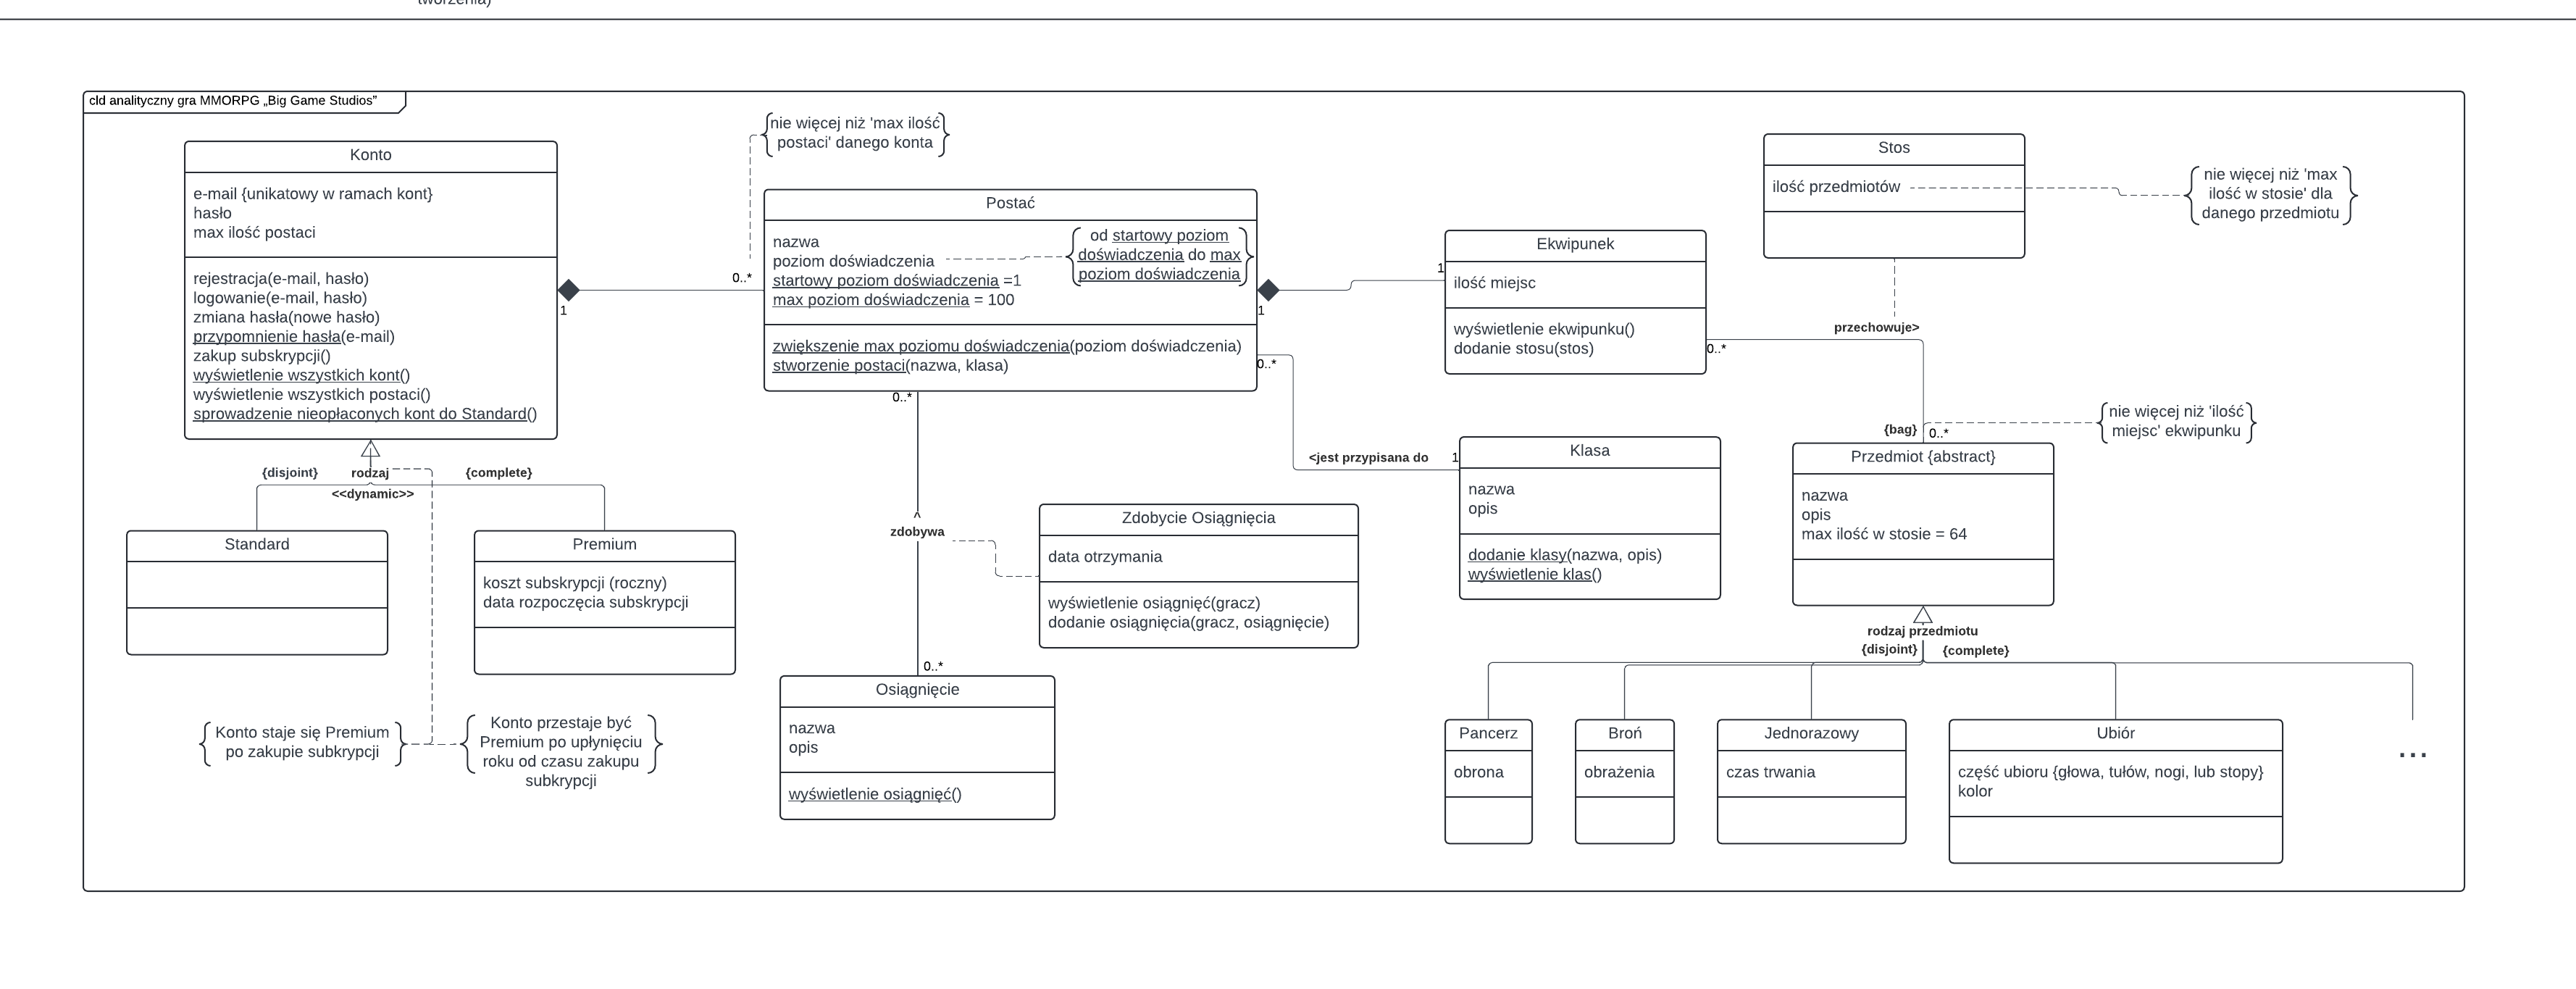 tworzenia)
cld analityczny gra MMORPG „Big Game Studios”
nie więcej niż 'max ilość
postaci' danego konta
Konto
e-mail {unikatowy w ramach kont}
hasło
max ilość postaci
rejestracja(e-mail, hasło)
logowanie(e-mail, hasło)
zmiana hasła(nowe hasło)
przypomnienie hasła(e-mail)
zakup subskrypcji()
wyświetlenie wszystkich kont()
wyświetlenie wszystkich postaci()
sprowadzenie nieopłaconych kont do Standard()
1
0..*
Postać
nazwa
poziom doświadczenia
startowy poziom doświadczenia =1
max poziom doświadczenia = 100
od startowy poziom
doświadczenia do max
poziom doświadczenia
zwiększenie max poziomu doświadczenia(poziom doświadczenia)
stworzenie postaci(nazwa, klasa)
1
1
0..*
0..*
Ekwipunek
ilość miejsc
wyświetlenie ekwipunku()
dodanie stosu(stos)
0..*
Stos
ilość przedmiotów
nie więcej niż 'max
ilość w stosie' dla
danego przedmiotu
przechowuje>
{bag}
0..*
nie więcej niż 'ilość
miejsc' ekwipunku
{disjoint}
rodzaj
{complete}
<<dynamic>>
Standard
Premium
koszt subskrypcji (roczny)
data rozpoczęcia subskrypcji
Konto staje się Premium
po zakupie subkrypcji
Konto przestaje być
Premium po upłynięciu
roku od czasu zakupu
subkrypcji
^
zdobywa
0..*
Zdobycie Osiągnięcia
data otrzymania
wyświetlenie osiągnięć(gracz)
dodanie osiągnięcia(gracz, osiągnięcie)
Osiągnięcie
nazwa
opis
wyświetlenie osiągnięć()
<jest przypisana do
1
Klasa
nazwa
opis
dodanie klasy(nazwa, opis)
wyświetlenie klas()
Przedmiot {abstract}
nazwa
opis
max ilość w stosie = 64
rodzaj przedmiotu
{disjoint}
{complete}
Pancerz
obrona
Broń
obrażenia
Jednorazowy
czas trwania
Ubiór
część ubioru {głowa, tułów, nogi, lub stopy}
kolor
...